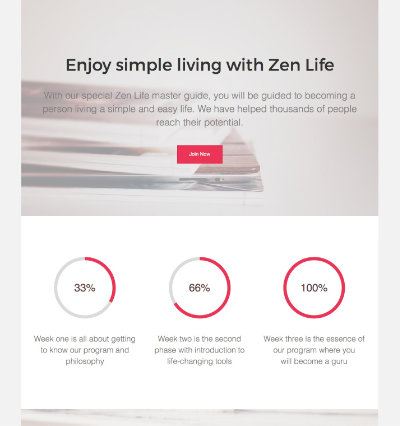 Enjoy simple living with Zen Life
With our special Zen Life master guide, you will be guided to becoming a
person living a simple and easy life. We have helped thousands of people
reach their potential.
Join Now
33%
66%
100%
Week one is all about getting
to know our program and
philosophy
Week two is the second
phase with introduction to
life-changing tools
Week three is the essence of
our program where you
will become a guru